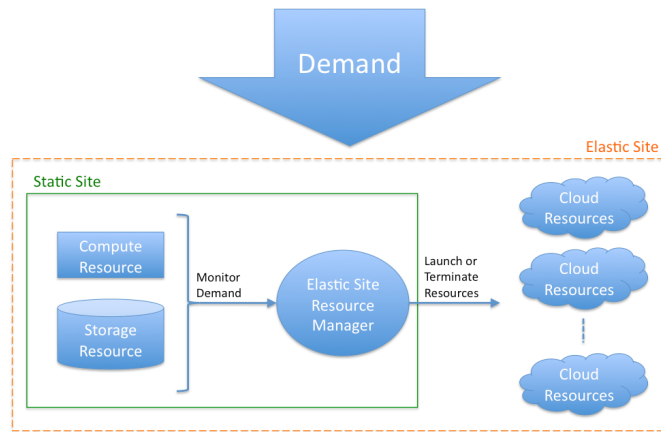 Demand
Elastic Site
Static Site
Compute
Resource
Storage
Resource
Monitor
Demand
Elastic Site
Resource
Manager
Launch or
Terminate
Resources
Cloud
Resources
Cloud
Resources
Cloud
Resources